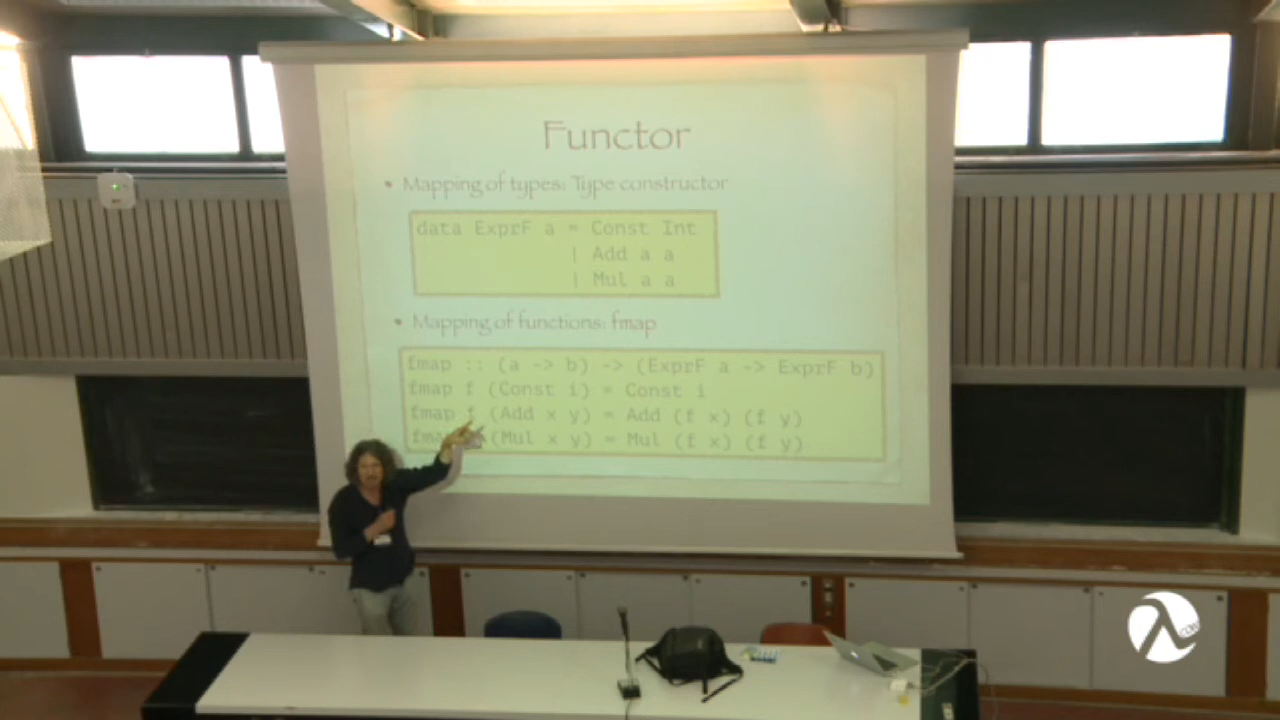 Functor
• Mapping of types: Type constructor
data ExprF a = Const Int
| Add a a
| Mul a a
• Mapping of functions: fmap
fmap :: (a -> b) -> (ExprF a -> ExprF b)
fmap f (Const i) = Const i
fmap f (Add x y) = Add (f x) (f y)
(Mul x y) = Mul (f x) (f y)
λ